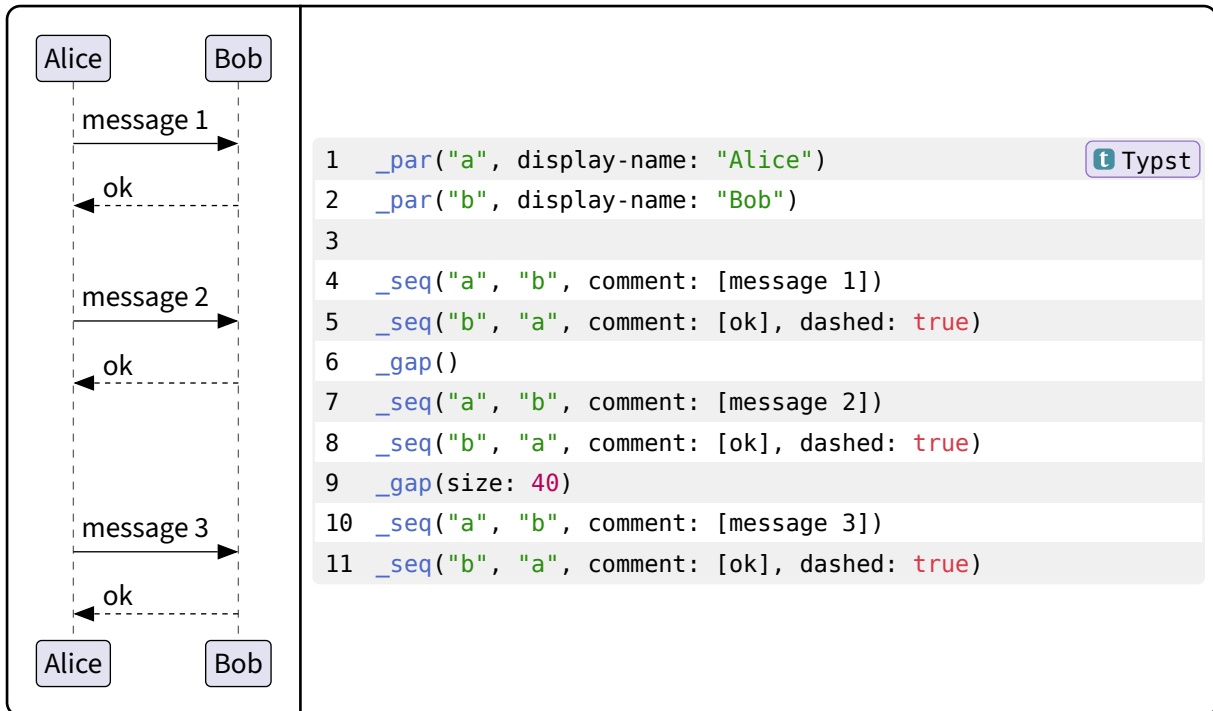 Alice Bob
message 1
ok
message 2
ok
message 3
ok
Alice Bob
Typst
1 _par("a", display-name: "Alice")
2 _par("b", display-name: "Bob")
3
4 _seq("a", "b", comment: [message 1])
5 _seq("b", "a", comment: [ok], dashed: true)
6 _gap()
7 _seq("a", "b", comment: [message 2])
8 _seq("b", "a", comment: [ok], dashed: true)
9 _gap(size: 40)
10 _seq("a", "b", comment: [message 3])
11 _seq("b", "a", comment: [ok], dashed: true)